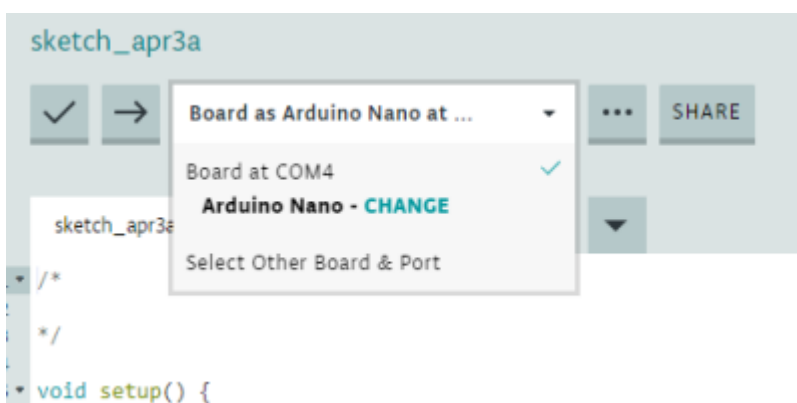 sketch_apr3a
Board as Arduino Nano at ...
SHARE
Board at COM4
Arduino Nano - CHANGE
Select Other Board & Port
sketch_apr3a
/*
*/
void setup() {